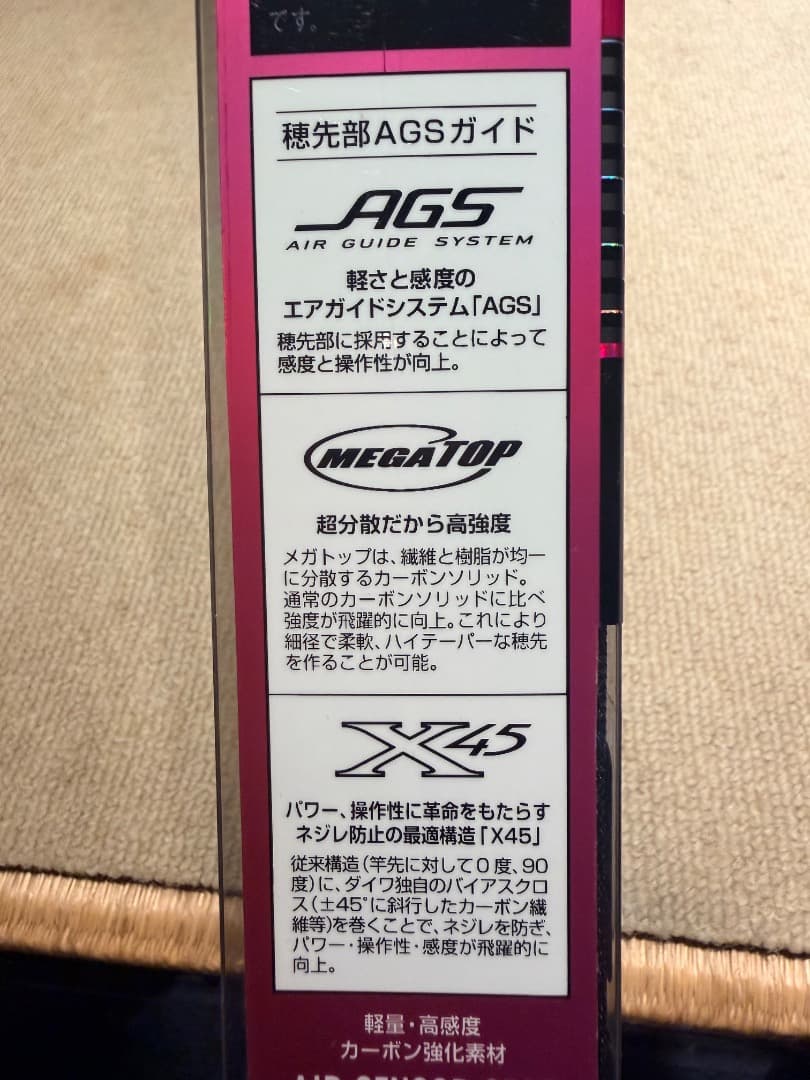 です。
穂先部AGSガイド
AGS
AIR GUIDE SYSTEM
軽さと感度の
エアガイドシステム「AGS」
穂先部に採用することによって
感度と操作性が向上。
MEGATOP
超分散だから高強度
メガトップは、繊維と樹脂が均一
に分散するカーボンソリッド。
通常のカーボンソリッドに比べ
強度が飛躍的に向上。これにより
細径で柔軟、ハイテーパーな穂先
を作ることが可能。
X45
パワー、操作性に革命をもたらす
ネジレ防止の最適構造「X45」
従来構造(竿先に対して0度、90
度)に、ダイワ独自のバイアスクロ
ス(±45°に斜行したカーボン繊
維等)を巻くことで、ネジレを防ぎ、
パワー・操作性・感度が飛躍的に
向上。
軽量・高感度
カーボン強化素材